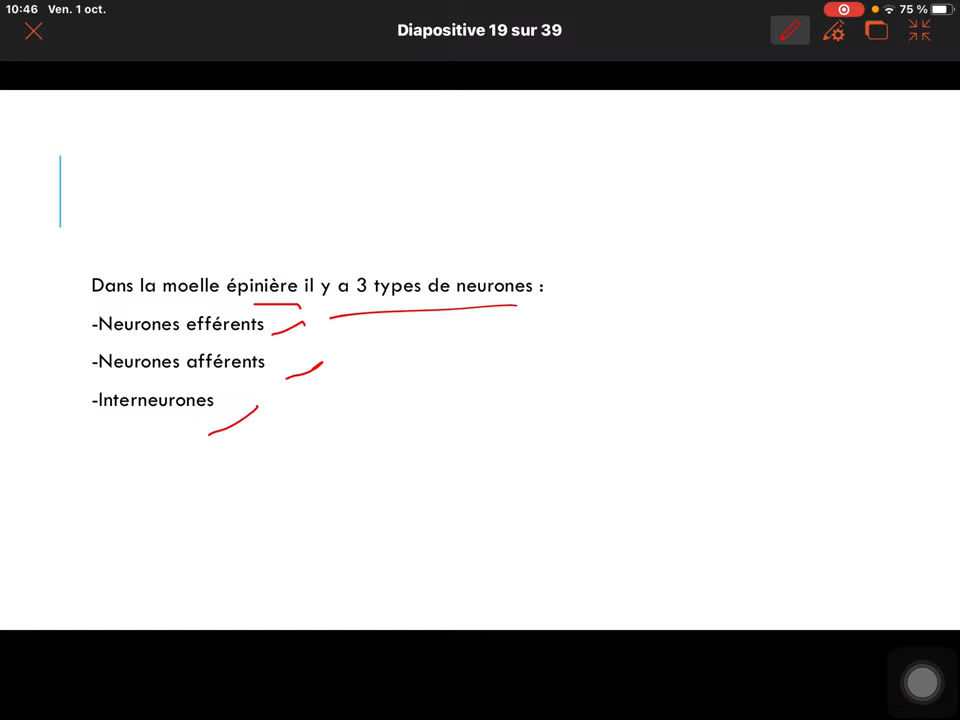 10:46 Ven. 1 oct. 75 %
Diapositive 19 sur 39
Dans la moelle épinière il y a 3 types de neurones :
-Neurones efférents
-Neurones afférents
-Interneurones